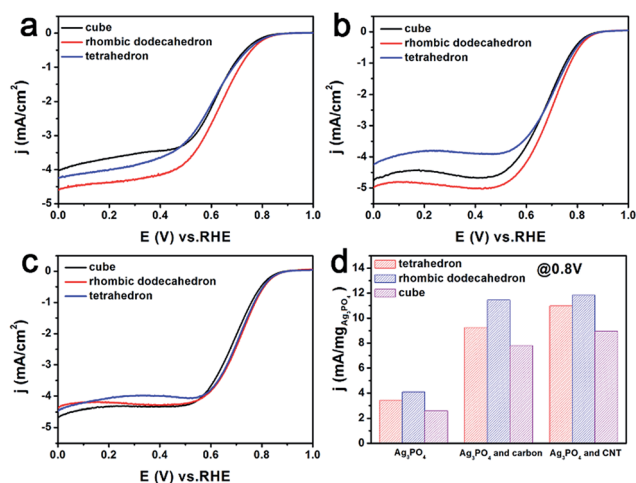 a
cube
rhombic dodecahedron
tetrahedron
j (mA/cm²)
0
-1
-2
-3
-4
-5
0.0 0.2 0.4 0.6 0.8 1.0
E (V) vs.RHE
b
cube
rhombic dodecahedron
tetrahedron
j (mA/cm²)
0
-1
-2
-3
-4
-5
0.0 0.2 0.4 0.6 0.8 1.0
E (V) vs.RHE
c
cube
rhombic dodecahedron
tetrahedron
j (mA/cm²)
0
-1
-2
-3
-4
-5
0.0 0.2 0.4 0.6 0.8 1.0
E (V) vs.RHE
d
tetrahedron
rhombic dodecahedron
cube
@0.8V
j (mA/mg Ag₃PO₄)
14
12
10
8
6
4
2
0
Ag₃PO₄ Ag₃PO₄ and carbon Ag₃PO₄ and CNT